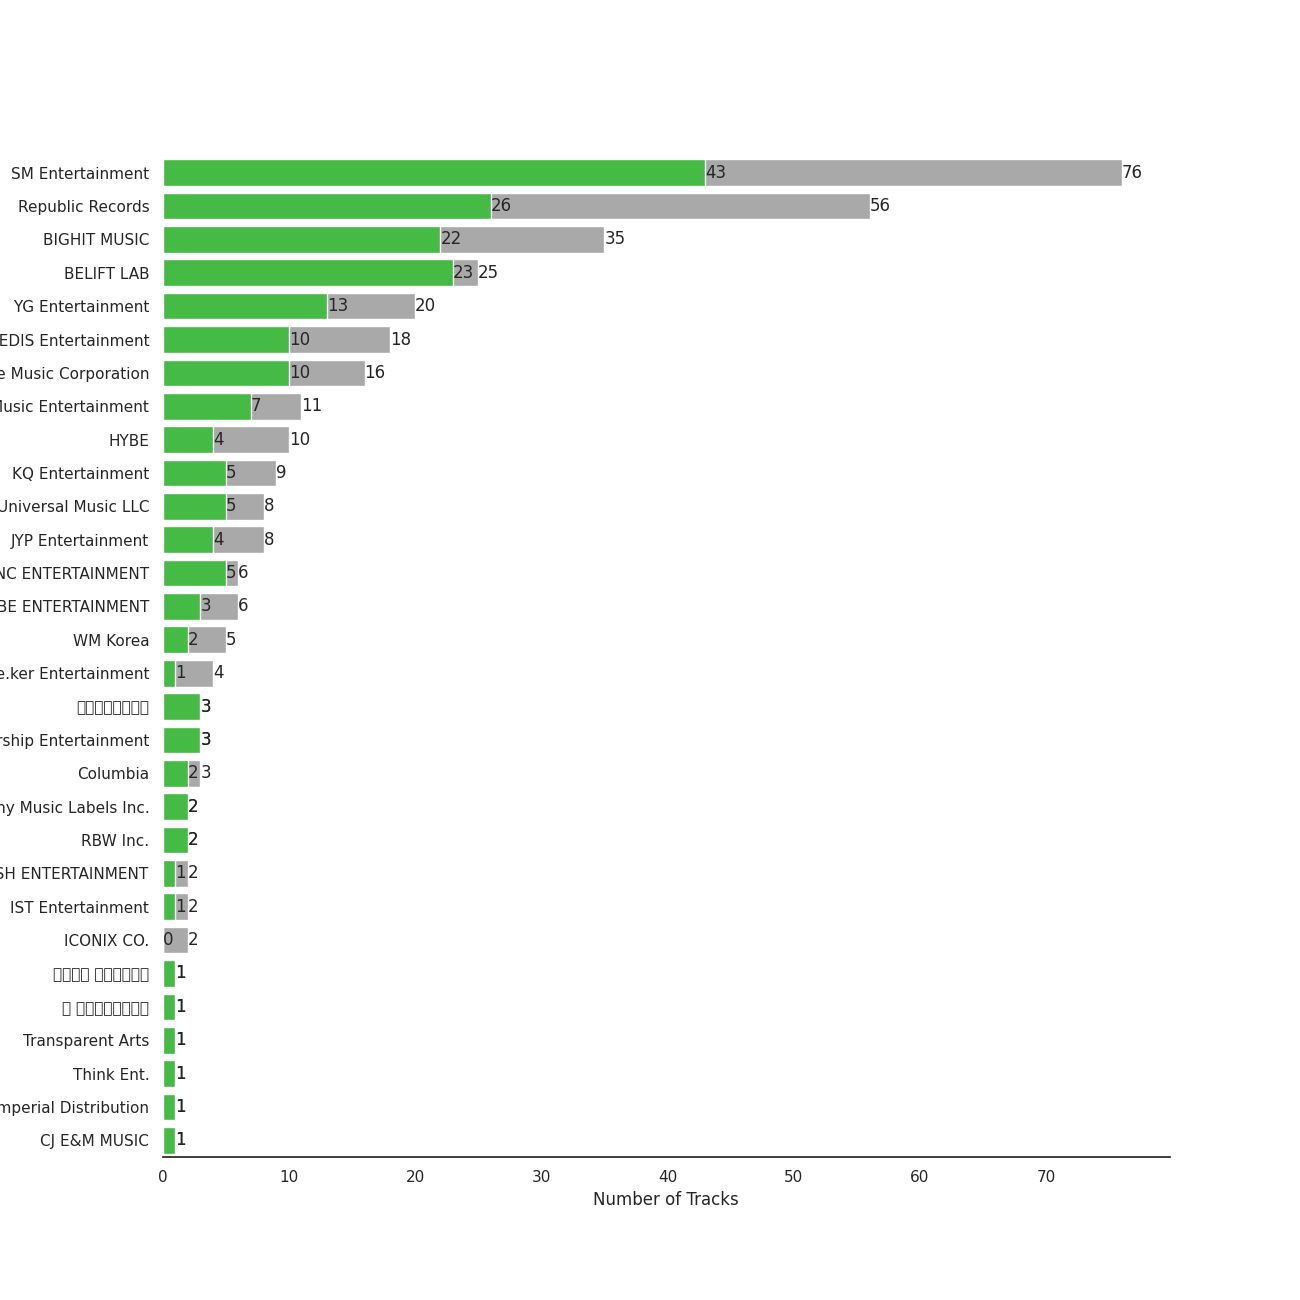 SM Entertainment 43 76
Republic Records 26 56
BIGHIT MUSIC 22 35
BELIFT LAB 23 25
YG Entertainment 13 20
EDIS Entertainment 10 18
e Music Corporation 10 16
Music Entertainment 7 11
HYBE 4 10
KQ Entertainment 5 9
Universal Music LLC 5 8
JYP Entertainment 4 8
NC ENTERTAINMENT 5 6
BE ENTERTAINMENT 3 6
WM Korea 2 5
e.ker Entertainment 1 4
3
rship Entertainment 3
Columbia 2 3
ny Music Labels Inc. 2
RBW Inc. 2
SH ENTERTAINMENT 1 2
IST Entertainment 1 2
ICONIX CO. 0 2
1
1
Transparent Arts 1
Think Ent. 1
mperial Distribution 1
CJ E&M MUSIC 1
0 10 20 30 40 50 60 70
Number of Tracks